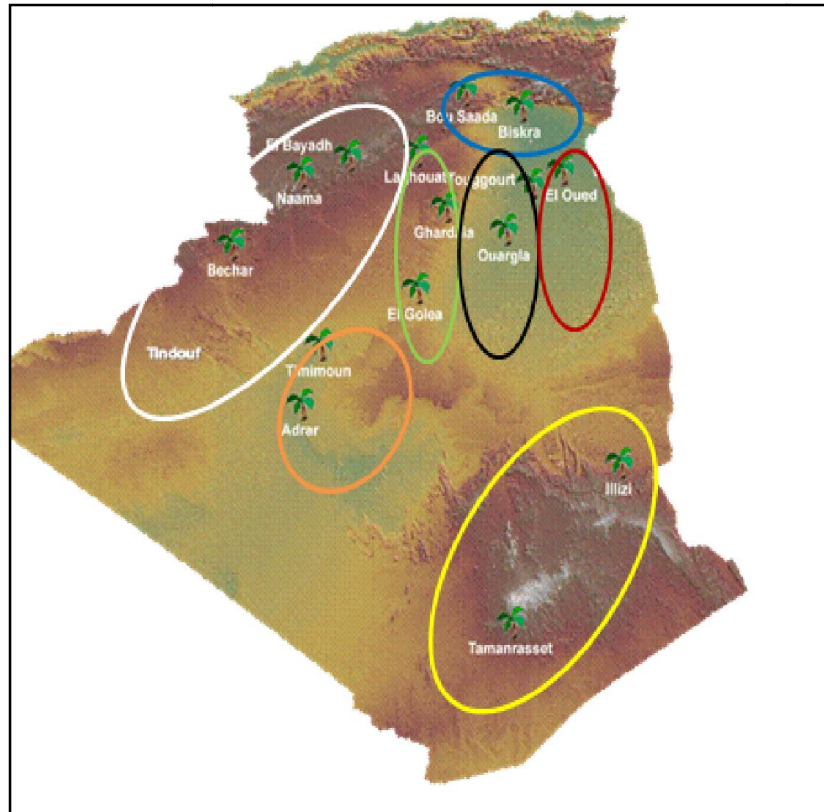 Bou Saada
Biskra
El Bayadh
Laghouat
Touggourt
El Oued
Naama
Ghardaia
Ouargla
Bechar
El Golea
Tindouf
Timimoun
Adrar
Illizi
Tamanrasset